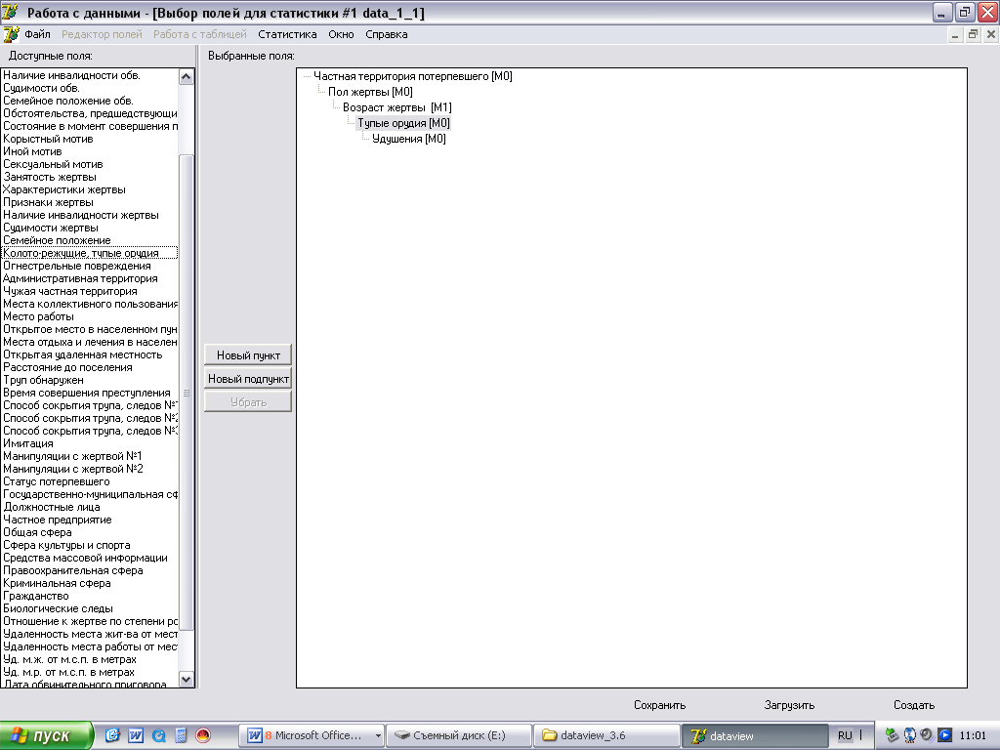 Работа с данными - [Выбор полей для статистики #1 data_1_1]
Файл Редактор полей Работа с таблицей Статистика Окно Справка
Доступные поля:
Выбранные поля:
Наличие инвалидности обв.
Судимости обв.
Семейное положение обв.
Обстоятельства, предшедствующи
Состояние в момент совершения п
Корыстный мотив
Иной мотив
Сексуальный мотив
Занятость жертвы
Характеристики жертвы
Признаки жертвы
Наличие инвалидности жертвы
Судимости жертвы
Семейное положение
Колото-режущие, тупые орудия
Огнестрельные повреждения
Административная территория
Чужая частная территория
Места коллективного пользования
Место работы
Открытое место в населенном пун
Места отдыха и лечения в населен
Открытая удаленная местность
Расстояние до поселения
Труп обнаружен
Время совершения преступления
Способ сокрытия трупа, следов №1
Способ сокрытия трупа, следов №2
Способ сокрытия трупа, следов №3
Имитация
Манипуляции с жертвой №1
Манипуляции с жертвой №2
Статус потерпевшего
Государственно-муниципальная сф
Должностные лица
Частное предприятие
Общая сфера
Сфера культуры и спорта
Средства массовой информации
Правоохранительная сфера
Криминальная сфера
Гражданство
Биологические следы
Отношение к жертве по степени ро
Удаленность места жит-ва от мест
Удаленность места работы от мес
Уд. м.ж. от м.с.п. в метрах
Уд. м.р. от м.с.п. в метрах
Дата обвинительного приговора
Новый пункт
Новый подпункт
Убрать
Частная территория потерпевшего [M0]
Пол жертвы [M0]
Возраст жертвы [M1]
Тупые орудия [M0]
Удушения [M0]
Сохранить Загрузить Создать
пуск 8 Microsoft Office... Съемный диск (E:) dataview_3.6 dataview RU 11:01